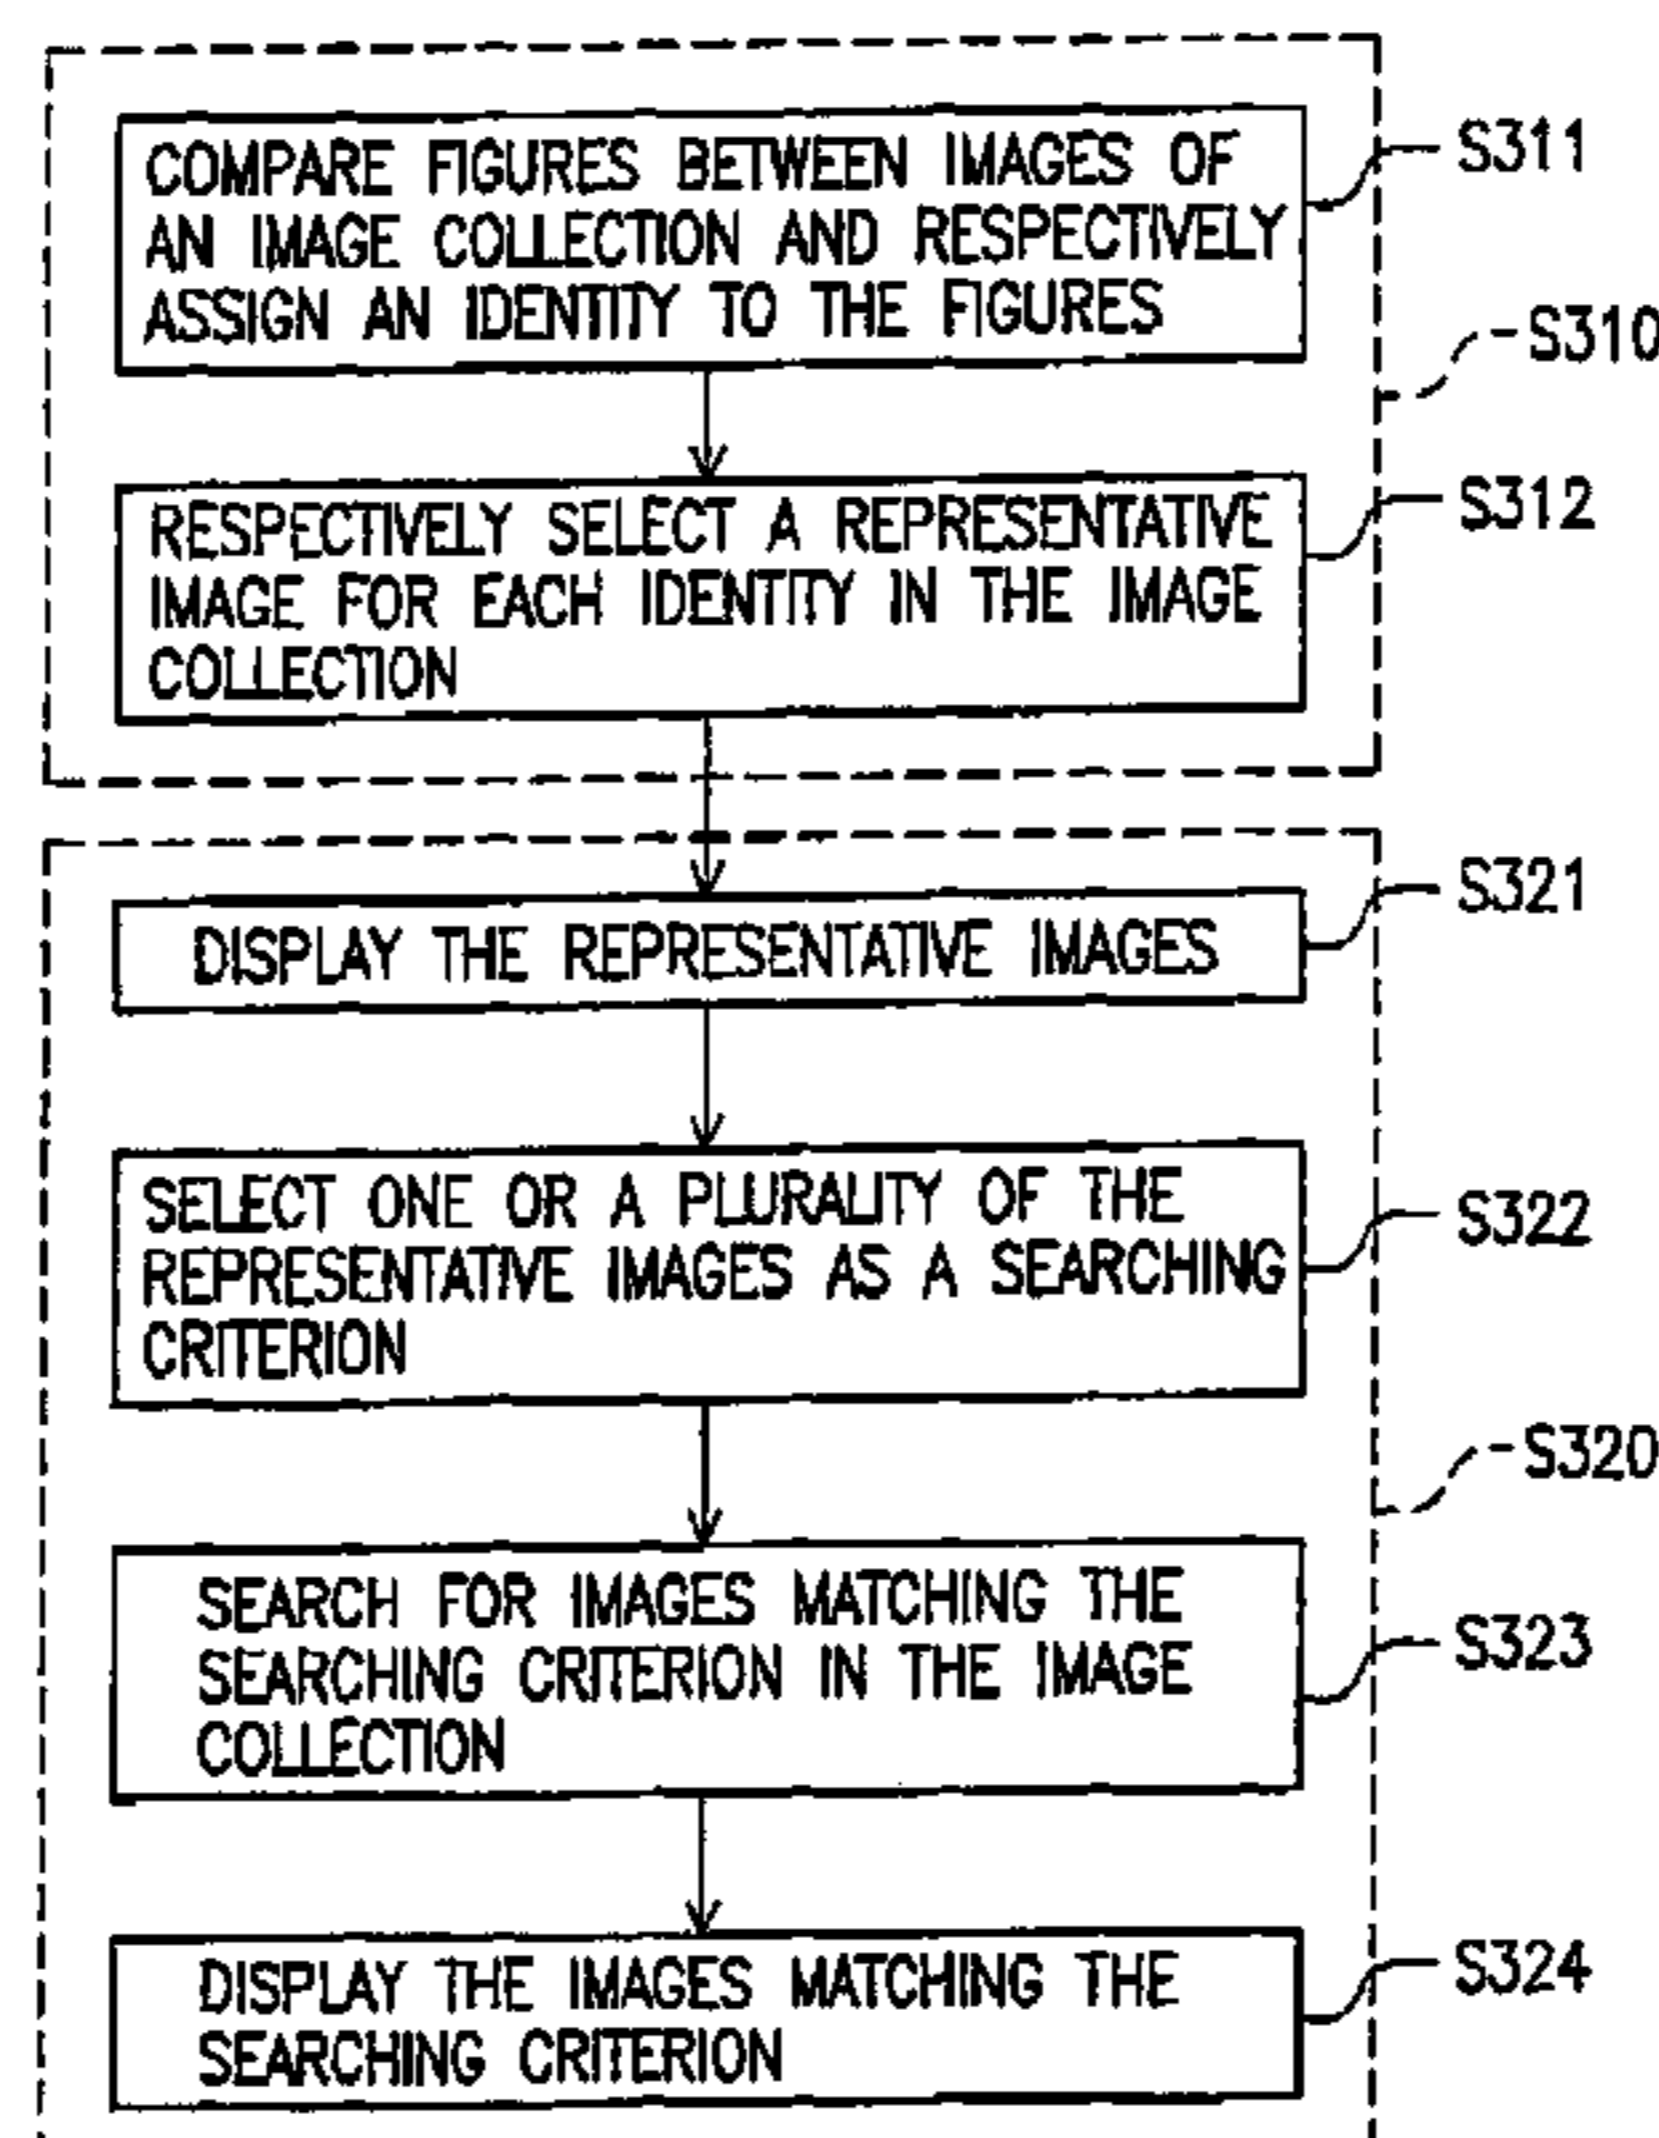 COMPARE FIGURES BETWEEN IMAGES OF
AN IMAGE COLLECTION AND RESPECTIVELY
ASSIGN AN IDENTITY TO THE FIGURES
S311
S310
RESPECTIVELY SELECT A REPRESENTATIVE
IMAGE FOR EACH IDENTITY IN THE IMAGE
COLLECTION
S312
DISPLAY THE REPRESENTATIVE IMAGES
S321
SELECT ONE OR A PLURALITY OF THE
REPRESENTATIVE IMAGES AS A SEARCHING
CRITERION
S322
S320
SEARCH FOR IMAGES MATCHING THE
SEARCHING CRITERION IN THE IMAGE
COLLECTION
S323
DISPLAY THE IMAGES MATCHING THE
SEARCHING CRITERION
S324